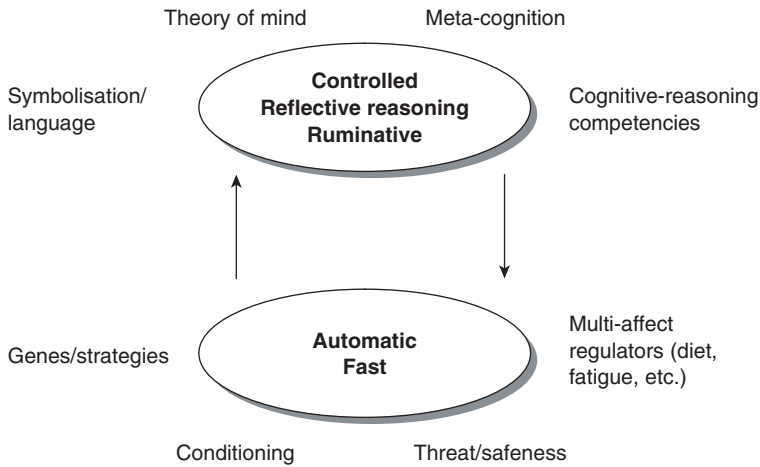 Theory of mind
Meta-cognition
Symbolisation/
language
Controlled
Reflective reasoning
Ruminative
Cognitive-reasoning
competencies
Genes/strategies
Automatic
Fast
Multi-affect
regulators (diet,
fatigue, etc.)
Conditioning
Threat/safeness